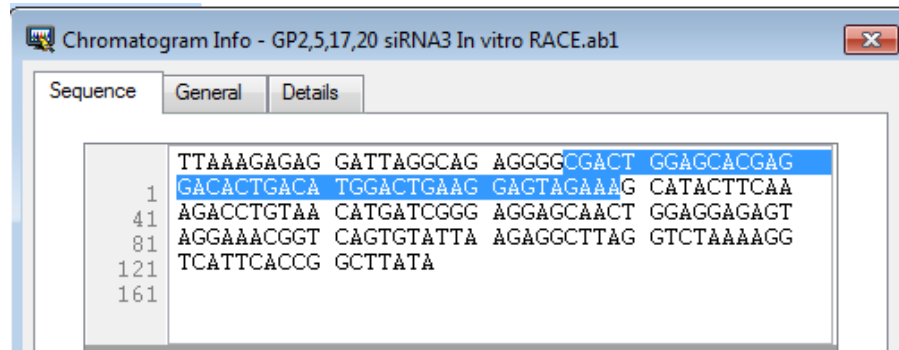 Chromatogram Info - GP2,5,17,20 siRNA3 In vitro RACE.ab1
Sequence General Details
TTAAAGAGAG GATTAGGCAG AGGGGCGACT GGAGCACGAG
1 GACACTGACA TGGACTGAAG GAGTAGAAAG CATACTTCAA
41 AGACCTGTAA CATGATCGGG AGGAGCAACT GGAGGAGAGT
81 AGGAAACGGT CAGTGTATTA AGAGGCTTAG GTCTAAAAGG
121 TCATTCACCG GCTTATA
161